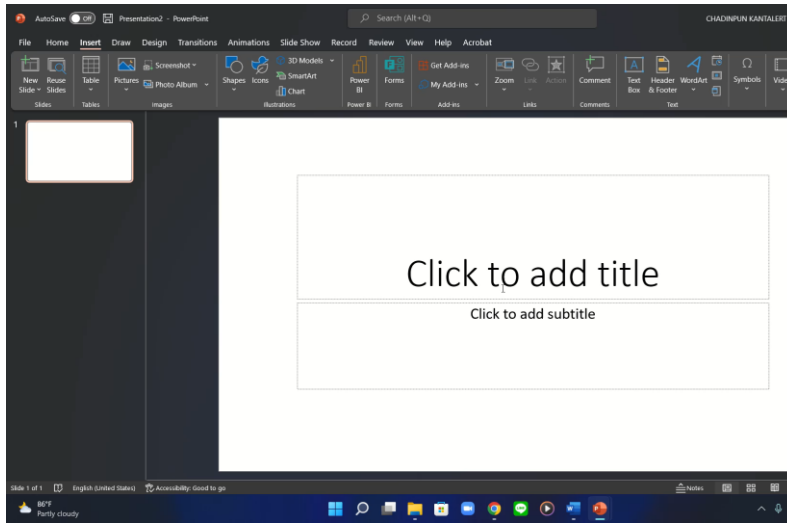 AutoSave Off Presentation2 - PowerPoint Search (Alt+Q) CHADINPUN KANTALERT
File Home Insert Draw Design Transitions Animations Slide Show Record Review View Help Acrobat
New Slide Reuse Slides Table Pictures Screenshot Photo Album Shapes Icons 3D Models SmartArt Chart Power BI Forms Get Add-ins My Add-ins Zoom Link Action Comment Text Box Header & Footer WordArt Symbols
Slides Tables Images Illustrations Power BI Forms Add-ins Links Comments Text
1
Click to add title
Click to add subtitle
Slide 1 of 1 English (United States) Accessibility: Good to go Notes
86°F
Partly cloudy